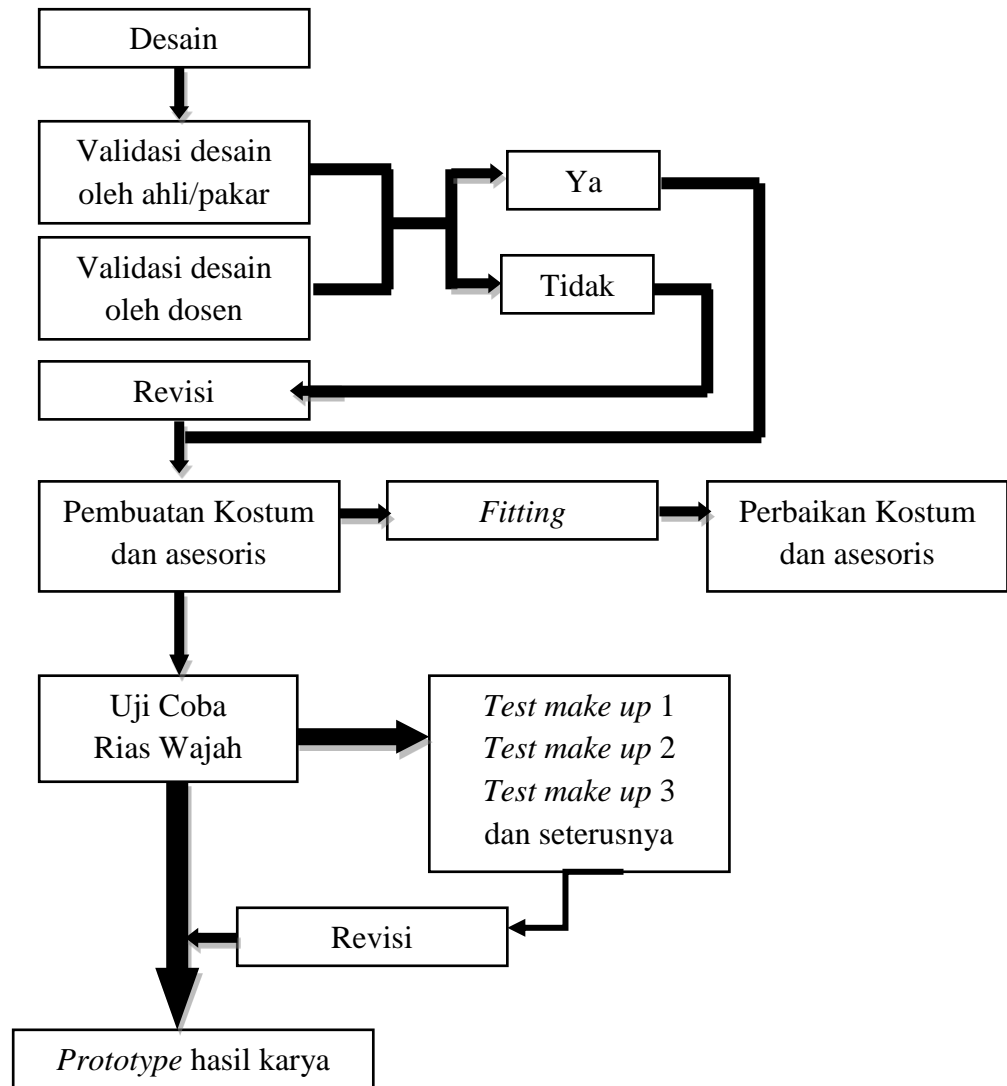 Desain
Validasi desain
oleh ahli/pakar
Ya
Validasi desain
oleh dosen
Tidak
Revisi
Pembuatan Kostum
dan asesoris
Fitting
Perbaikan Kostum
dan asesoris
Uji Coba
Rias Wajah
Test make up 1
Test make up 2
Test make up 3
dan seterusnya
Revisi
Prototype hasil karya